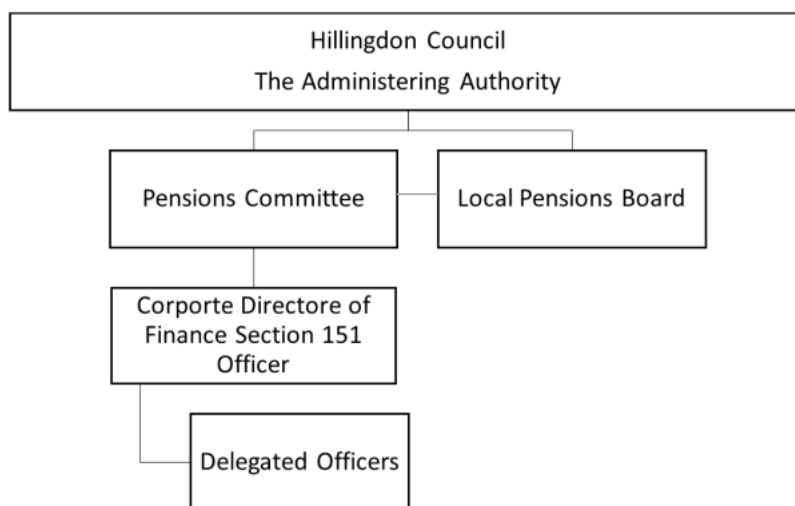 Hillingdon Council
The Administering Authority
Pensions Committee
Local Pensions Board
Corporte Directore of
Finance Section 151
Officer
Delegated Officers